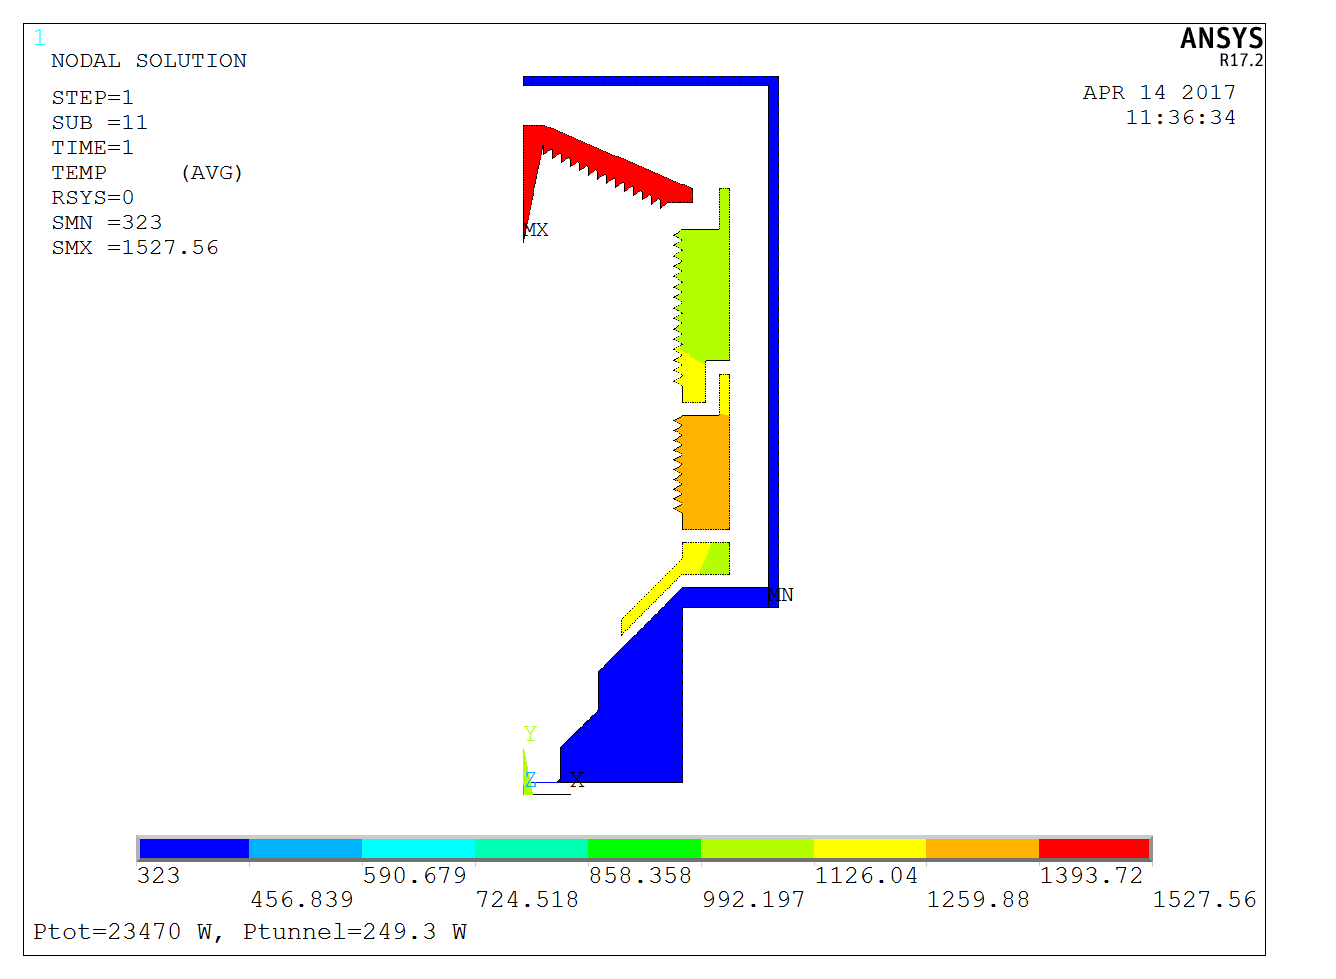 1
ANSYS
R17.2
NODAL SOLUTION
STEP=1
SUB =11
TIME=1
TEMP (AVG)
RSYS=0
SMN =323
SMX =1527.56
APR 14 2017
11:36:34
MX
MN
Y
Z X
323 590.679 858.358 1126.04 1393.72
456.839 724.518 992.197 1259.88 1527.56
Ptot=23470 W, Ptunnel=249.3 W